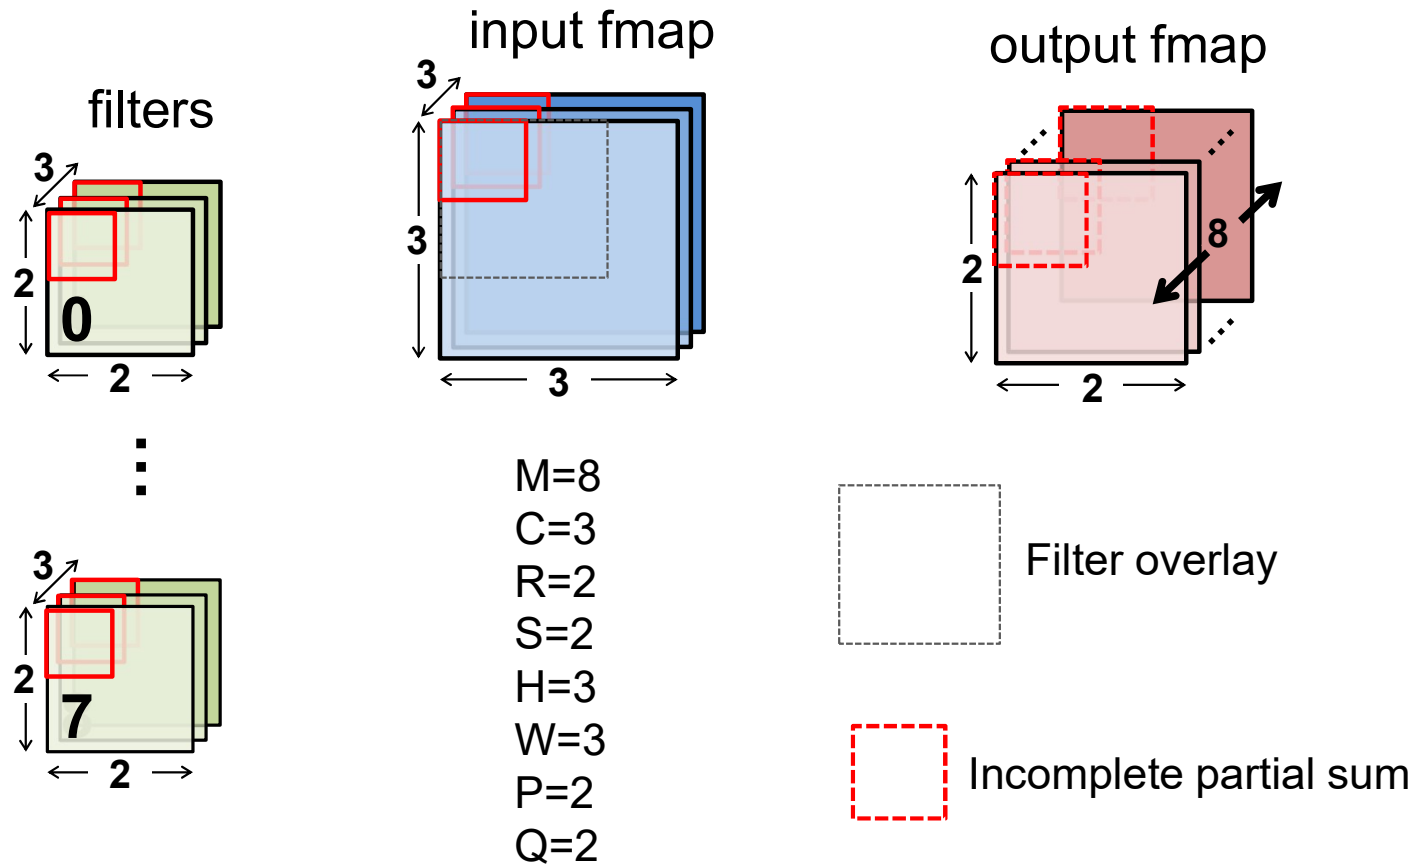 input fmap
output fmap
filters
3
3
2
0
2
3
3
2
8
2
M=8
C=3
R=2
S=2
H=3
W=3
P=2
Q=2
3
2
7
2
Filter overlay
Incomplete partial sum